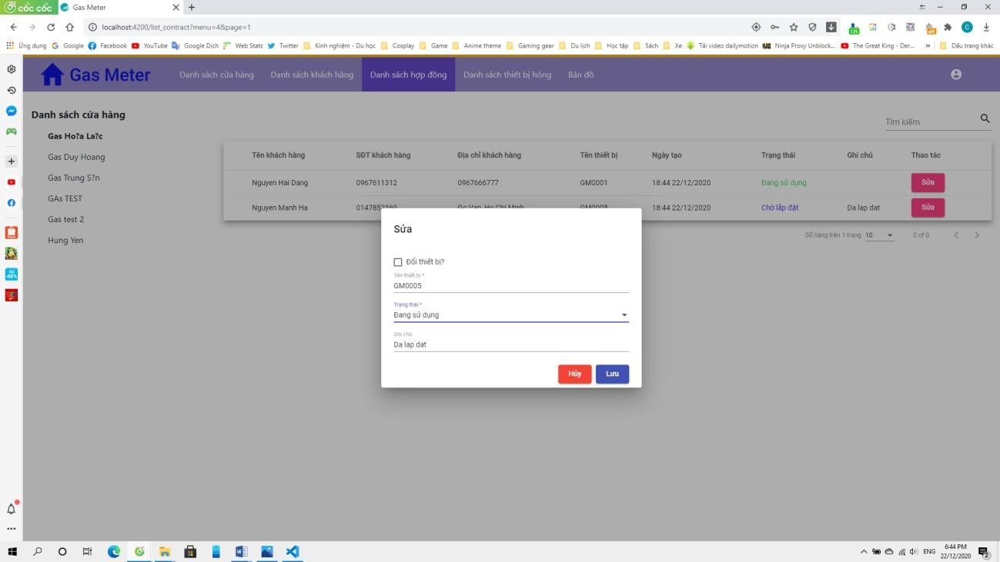 cốc cốc
Gas Meter
localhost:4200/list_contract?menu=4&page=1
125
off
C
Ứng dụng
Google
Facebook
YouTube
Google Dịch
Web Stats
Twitter
Kinh nghiệm - Du học
Cosplay
Game
Anime theme
Gaming gear
Du lịch
Học tập
Sách
Xe
Tải video dailymotion
Ninja Proxy Unblock...
The Great King - Der...
»
Dấu trang khác
Gas Meter
Danh sách cửa hàng
Danh sách khách hàng
Danh sách hợp đồng
Danh sách thiết bị hỏng
Bản đồ
Danh sách cửa hàng
Gas Ho?a La?c
Gas Duy Hoang
Gas Trung S?n
GAs TEST
Gas test 2
Hung Yen
Tìm kiếm
Tên khách hàng SĐT khách hàng Địa chỉ khách hàng Tên thiết bị Ngày tạo Trạng thái Ghi chú Thao tác
Nguyen Hai Dang 0967611312 0967666777 GM0001 18:44 22/12/2020 Đang sử dụng Sửa
Nguyen Manh Ha 0147852369 Go Vap, Ho Chi Minh GM0005 18:44 22/12/2020 Chờ lắp đặt Da lap dat Sửa
Số hàng trên 1 trang 10 0 of 0
Sửa
Đổi thiết bị?
Tên thiết bị *
GM0005
Trạng thái *
Đang sử dụng
Ghi chú
Da lap dat
Hủy
Lưu
ENG
6:44 PM
22/12/2020
2